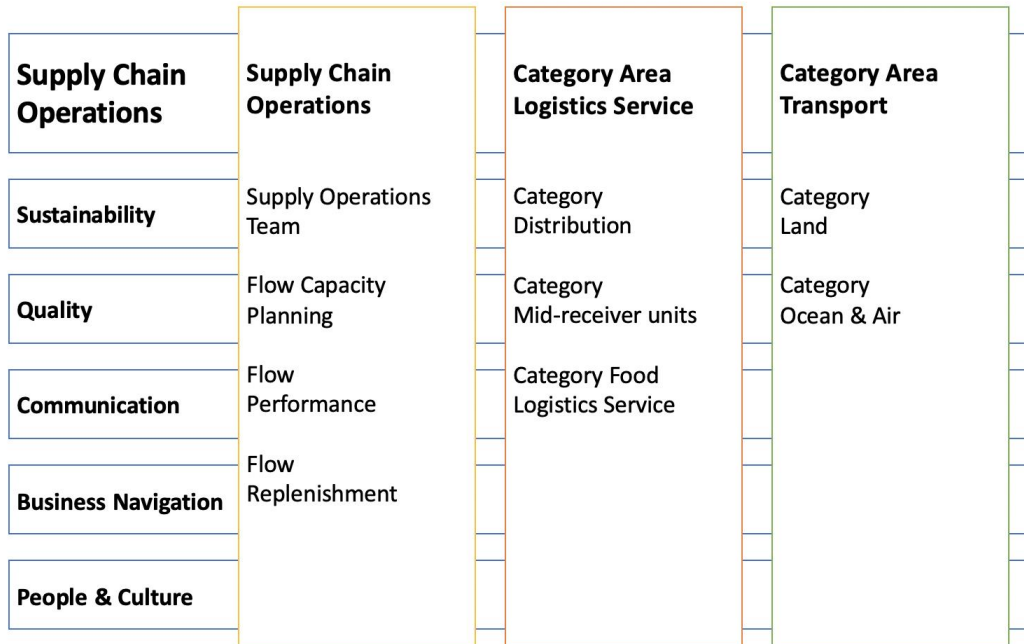 Supply Chain
Operations
Sustainability
Quality
Communication
Business Navigation
People & Culture
Supply Chain
Operations
Supply Operations
Team
Flow Capacity
Planning
Flow
Performance
Flow
Replenishment
Category Area
Logistics Service
Category
Distribution
Category
Mid-receiver units
Category Food
Logistics Service
Category Area
Transport
Category
Land
Category
Ocean & Air